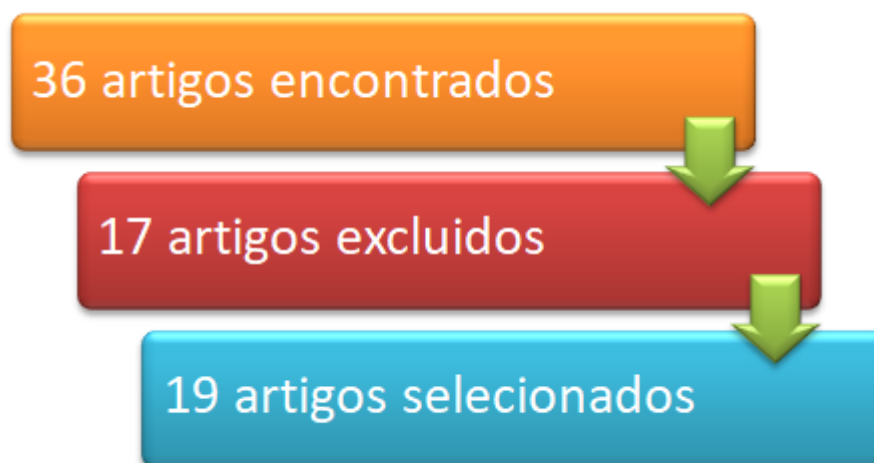 36 artigos encontrados
17 artigos excluidos
19 artigos selecionados